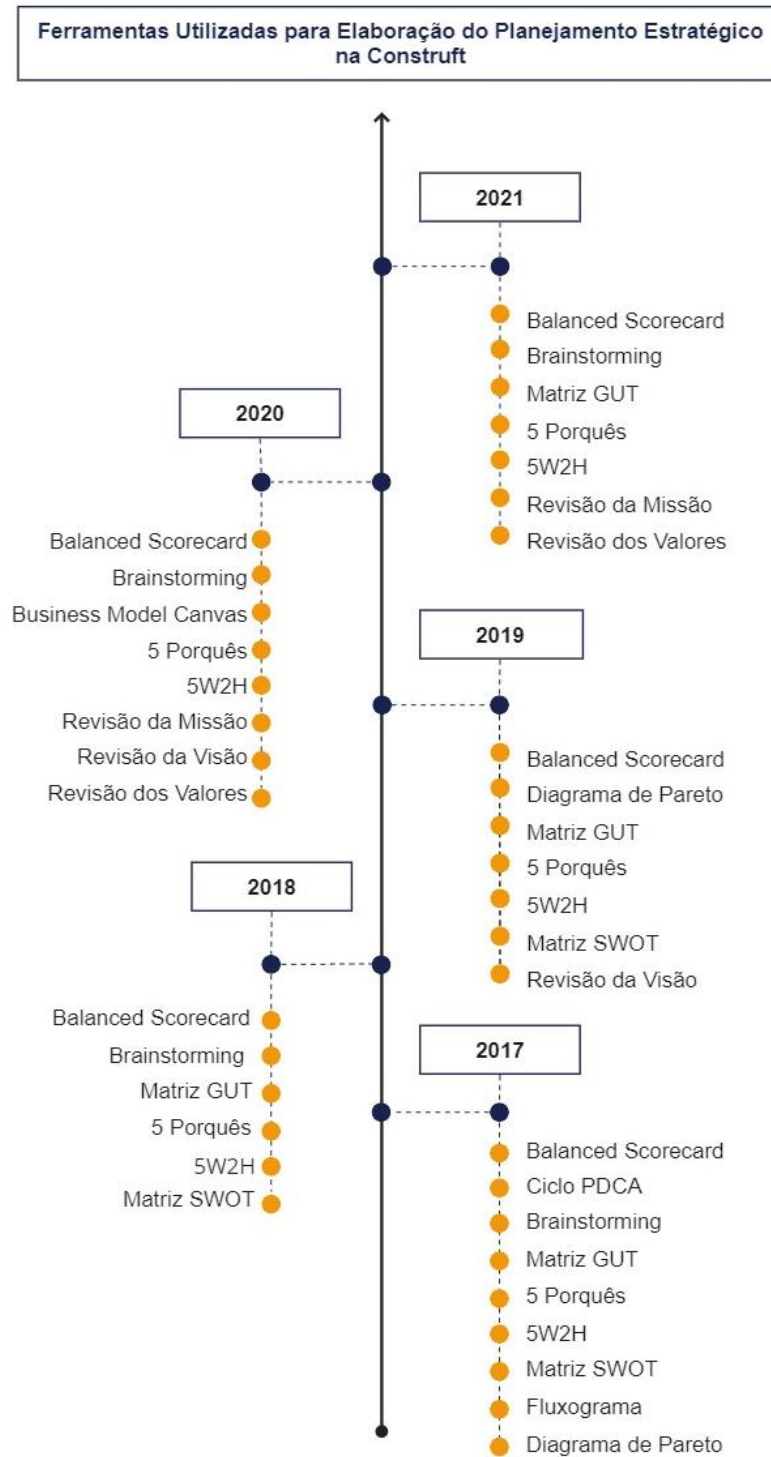 Ferramentas Utilizadas para Elaboração do Planejamento Estratégico
na Construft
2021
Balanced Scorecard
Brainstorming
Matriz GUT
5 Porquês
5W2H
Revisão da Missão
Revisão dos Valores
2020
Balanced Scorecard
Brainstorming
Business Model Canvas
5 Porquês
5W2H
Revisão da Missão
Revisão da Visão
Revisão dos Valores
2019
Balanced Scorecard
Diagrama de Pareto
Matriz GUT
5 Porquês
5W2H
Matriz SWOT
Revisão da Visão
2018
Balanced Scorecard
Brainstorming
Matriz GUT
5 Porquês
5W2H
Matriz SWOT
2017
Balanced Scorecard
Ciclo PDCA
Brainstorming
Matriz GUT
5 Porquês
5W2H
Matriz SWOT
Fluxograma
Diagrama de Pareto